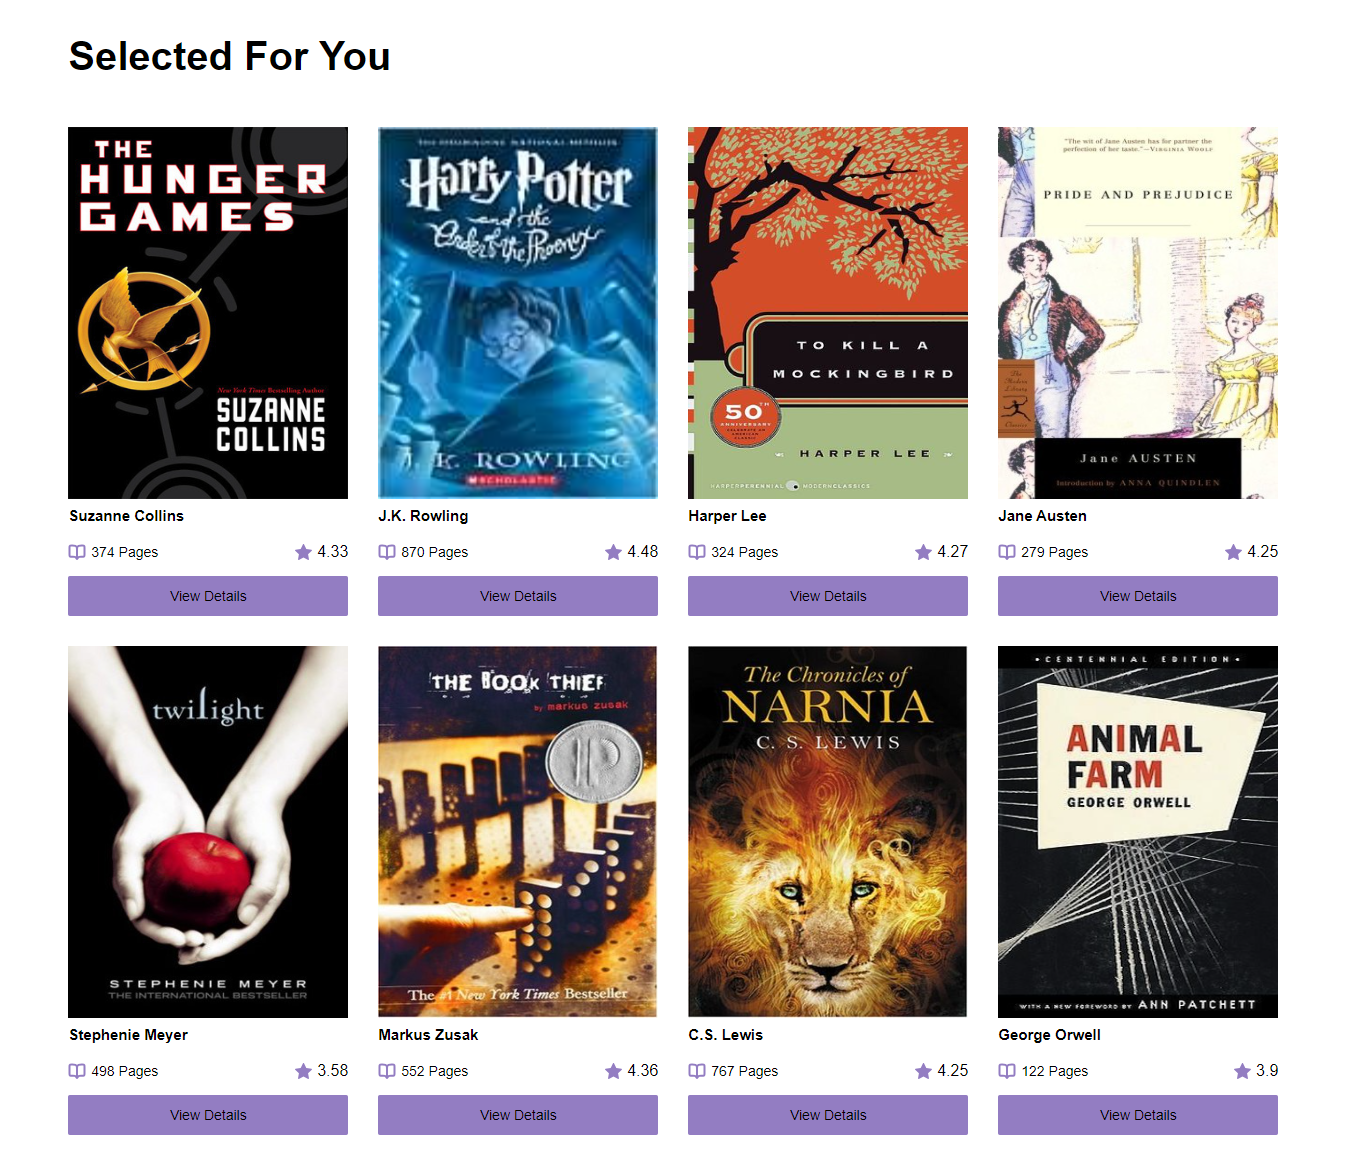 Selected For You
THE
HUNGER
GAMES
New York Times Bestselling Author
SUZANNE
COLLINS
Suzanne Collins
374 Pages
4.33
View Details
Harry Potter
and the
Order of the Phoenix
J. K. ROWLING
SCHOLASTIC
J.K. Rowling
870 Pages
4.48
View Details
TO KILL A
MOCKINGBIRD
50TH
ANNIVERSARY
HARPER LEE
HARPERPERENNIAL MODERNCLASSICS
Harper Lee
324 Pages
4.27
View Details
"The wit of Jane Austen has for partner the
perfection of her taste."—VIRGINIA WOOLF
PRIDE AND PREJUDICE
The
Modern
Library
Classics
Jane AUSTEN
Introduction by ANNA QUINDLEN
Jane Austen
279 Pages
4.25
View Details
twilight
STEPHENIE MEYER
THE INTERNATIONAL BESTSELLER
Stephenie Meyer
498 Pages
3.58
View Details
THE BOOK THIEF
by markus zusak
The #1 New York Times Bestseller
Markus Zusak
552 Pages
4.36
View Details
The Chronicles of
NARNIA
C. S. LEWIS
C.S. Lewis
767 Pages
4.25
View Details
• CENTENNIAL EDITION •
ANIMAL
FARM
GEORGE ORWELL
WITH A NEW FOREWORD BY ANN PATCHETT
George Orwell
122 Pages
3.9
View Details